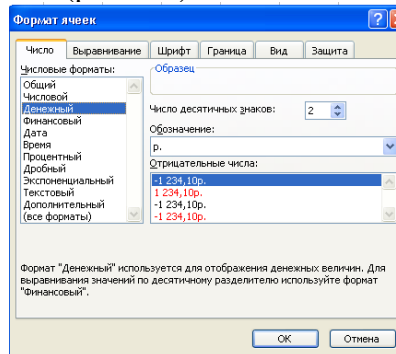 Формат ячеек
Число Выравнивание Шрифт Граница Вид Защита
Числовые форматы:
Общий
Числовой
Денежный
Финансовый
Дата
Время
Процентный
Дробный
Экспоненциальный
Текстовый
Дополнительный
(все форматы)
Образец
Число десятичных знаков: 2
Обозначение:
р.
Отрицательные числа:
-1 234,10р.
1 234,10р.
-1 234,10р.
-1 234,10р.
Формат "Денежный" используется для отображения денежных величин. Для
выравнивания значений по десятичному разделителю используйте формат
"Финансовый".
ОК Отмена